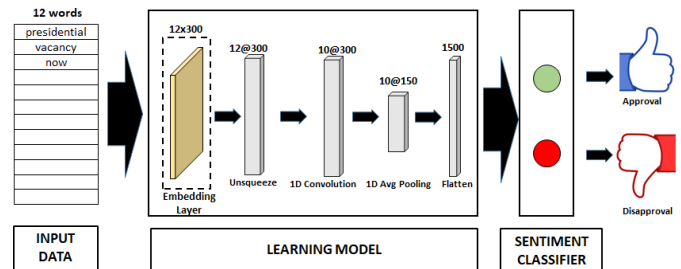 12 words
presidential
vacancy
now
12x300
12@300
10@300
10@150
1500
Embedding
Layer
Unsqueeze
1D Convolution
1D Avg Pooling
Flatten
Approval
Disapproval
INPUT
DATA
LEARNING MODEL
SENTIMENT
CLASSIFIER